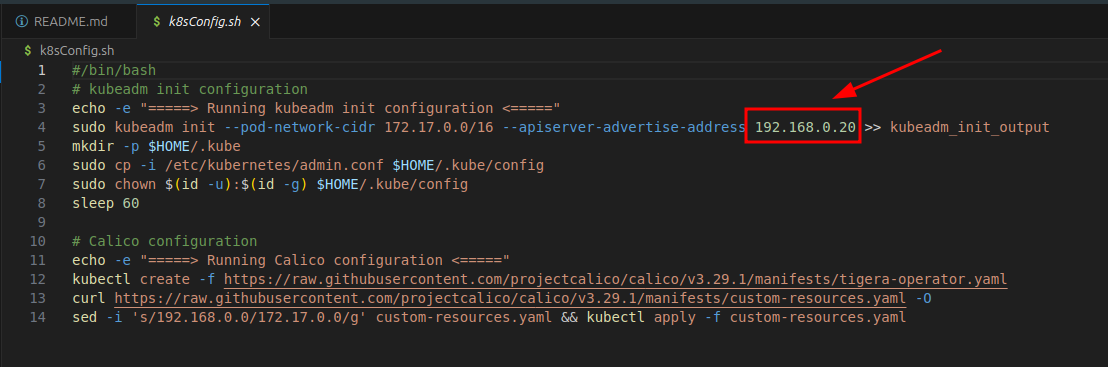 README.md
$ k8sConfig.sh ×
$ k8sConfig.sh
1 #/bin/bash
2 # kubeadm init configuration
3 echo -e "=====> Running kubeadm init configuration <====="
4 sudo kubeadm init --pod-network-cidr 172.17.0.0/16 --apiserver-advertise-address 192.168.0.20 >> kubeadm_init_output
5 mkdir -p $HOME/.kube
6 sudo cp -i /etc/kubernetes/admin.conf $HOME/.kube/config
7 sudo chown $(id -u):$(id -g) $HOME/.kube/config
8 sleep 60
9
10 # Calico configuration
11 echo -e "=====> Running Calico configuration <====="
12 kubectl create -f https://raw.githubusercontent.com/projectcalico/calico/v3.29.1/manifests/tigera-operator.yaml
13 curl https://raw.githubusercontent.com/projectcalico/calico/v3.29.1/manifests/custom-resources.yaml -O
14 sed -i 's/192.168.0.0/172.17.0.0/g' custom-resources.yaml && kubectl apply -f custom-resources.yaml